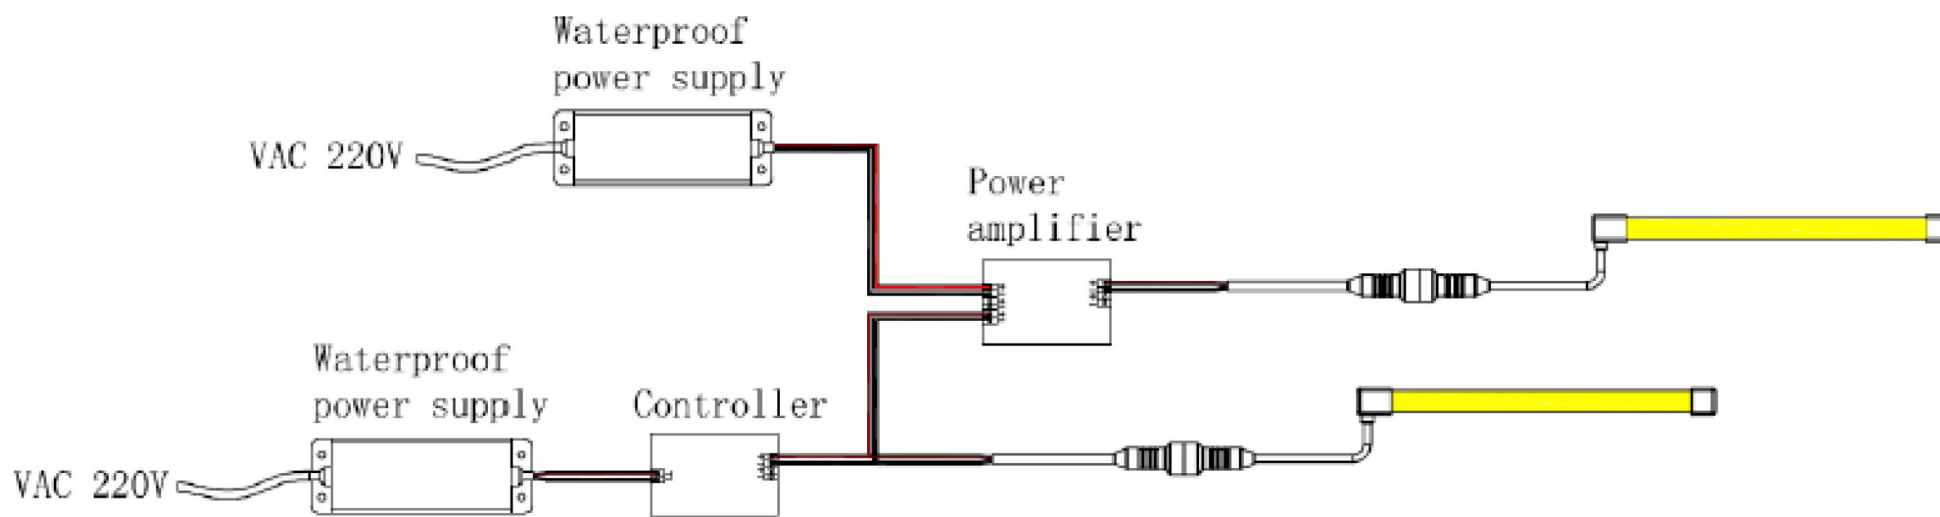 Waterproof
power supply
VAC 220V
Power
amplifier
Waterproof
power supply
Controller
VAC 220V